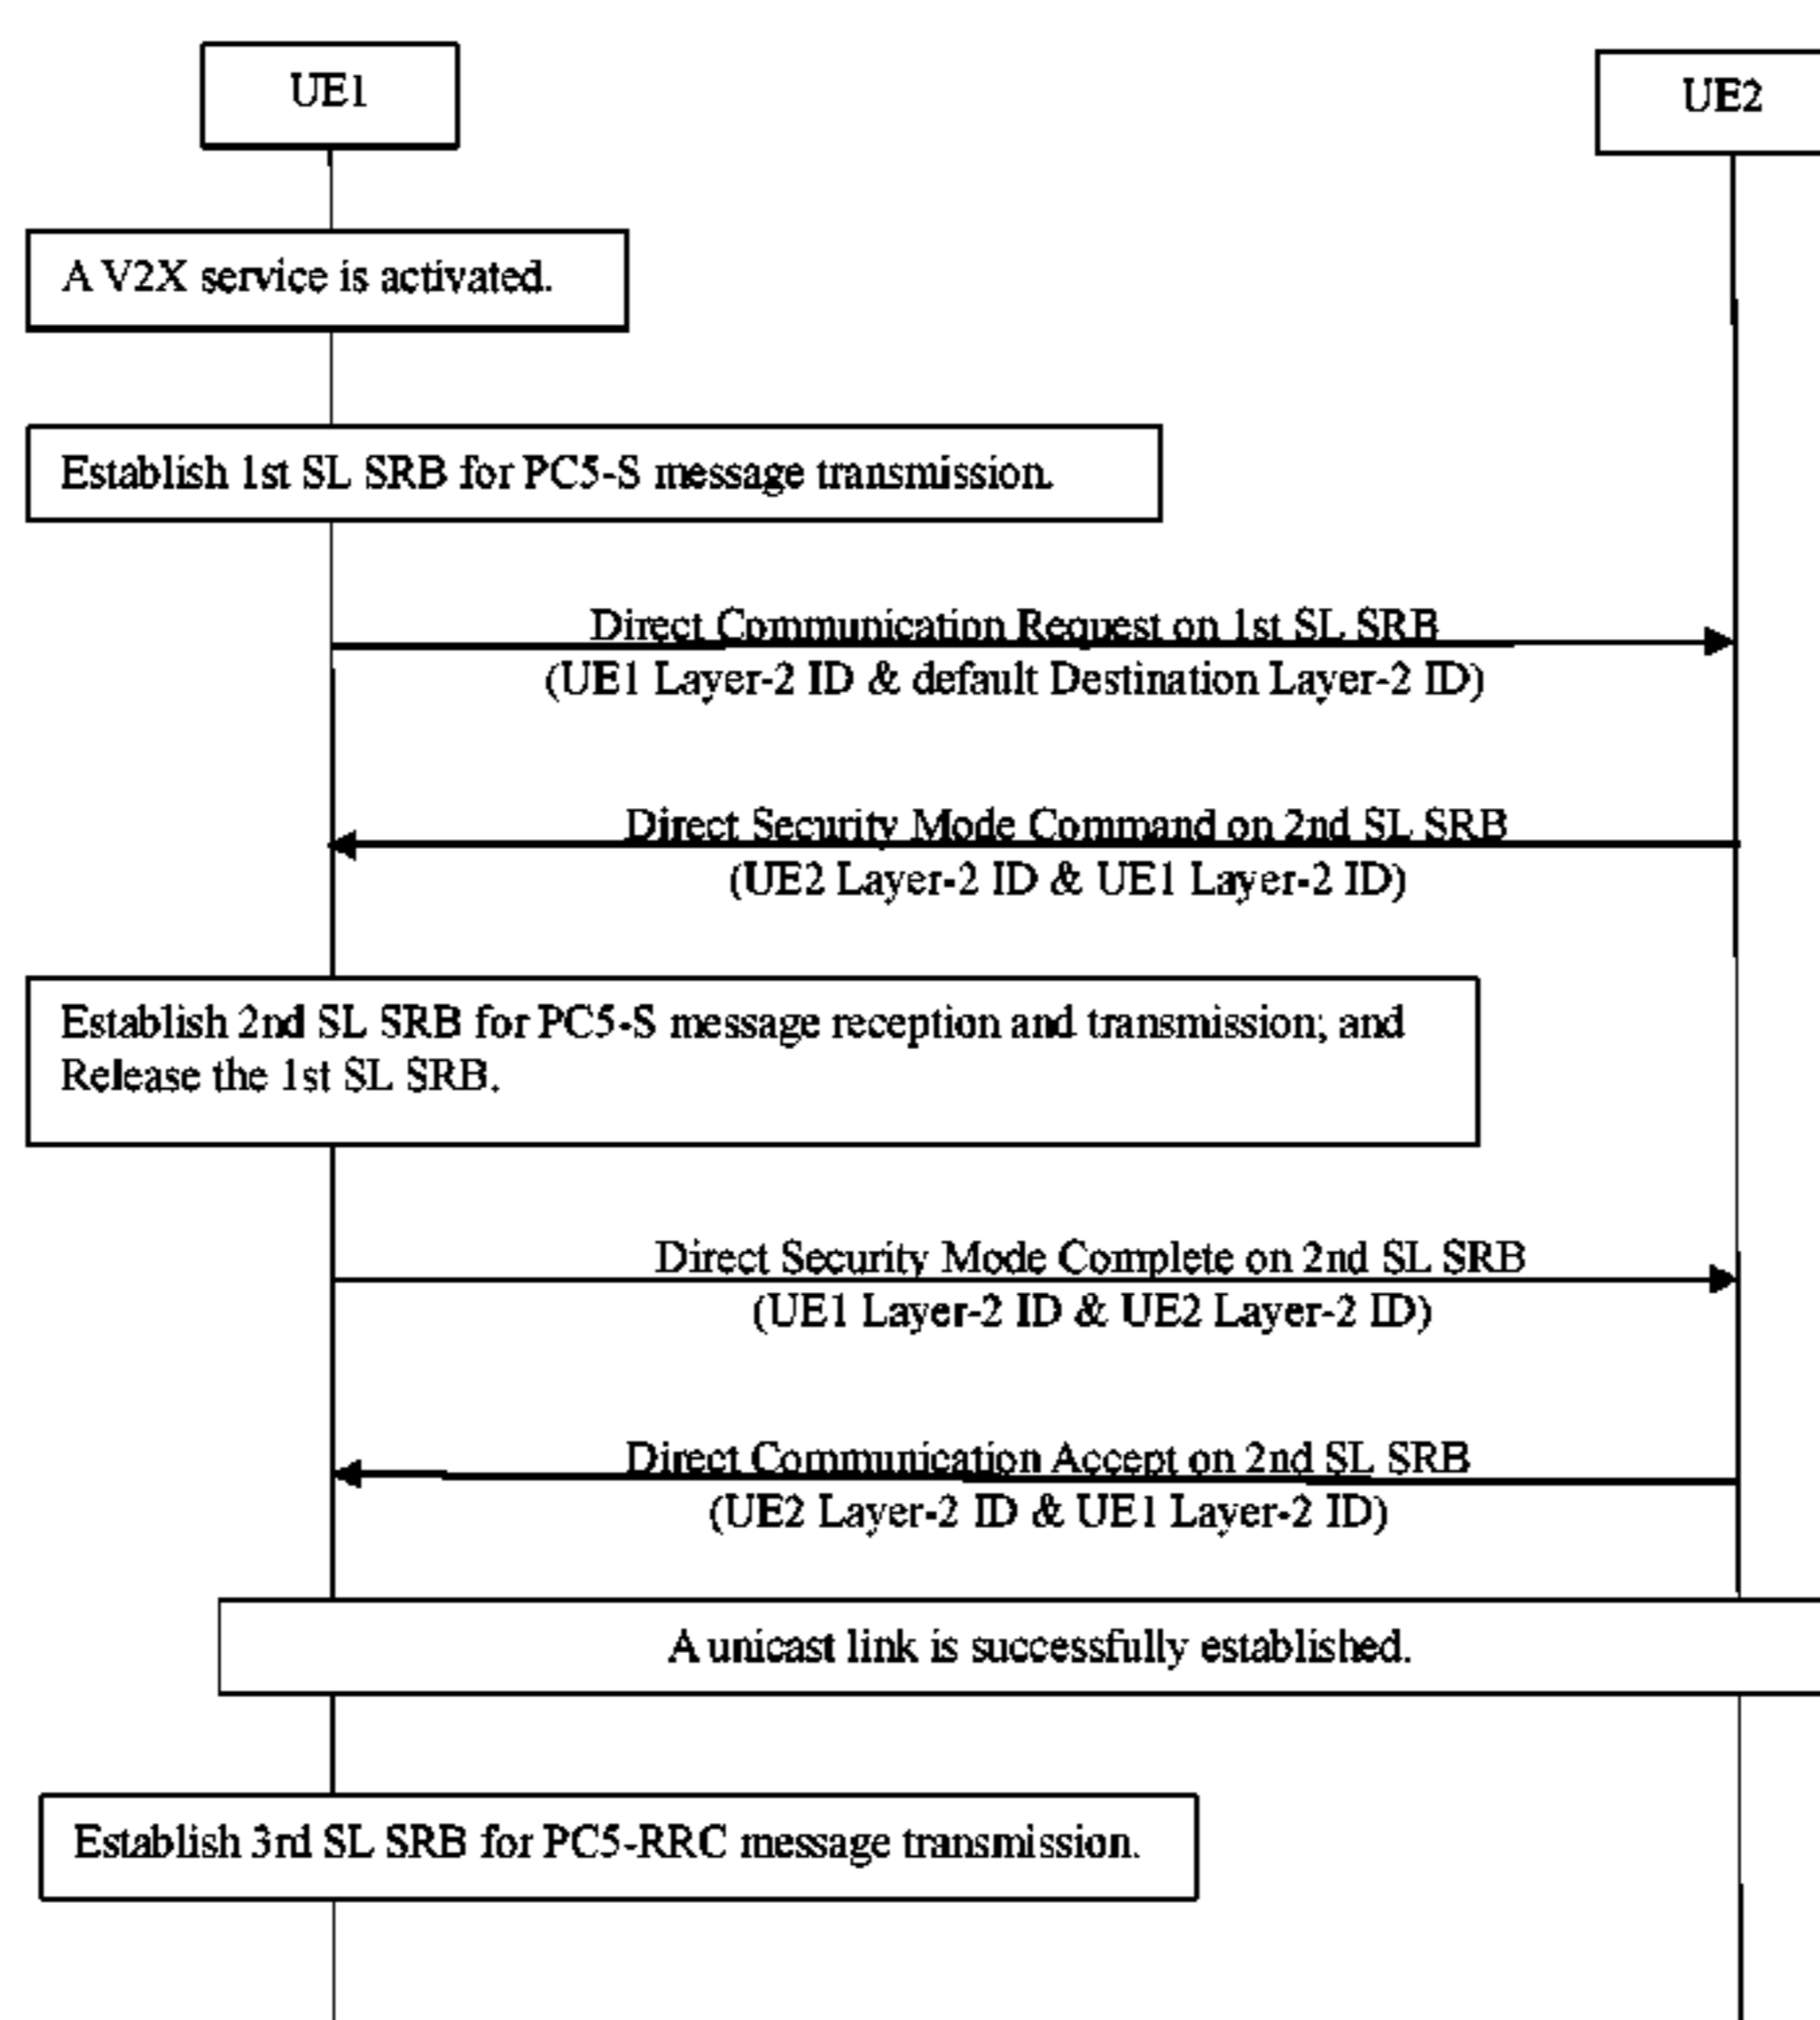 UE1
UE2
A V2X service is activated.
Establish 1st SL SRB for PC5-S message transmission.
Direct Communication Request on 1st SL SRB
(UE1 Layer-2 ID & default Destination Layer-2 ID)
Direct Security Mode Command on 2nd SL SRB
(UE2 Layer-2 ID & UE1 Layer-2 ID)
Establish 2nd SL SRB for PC5-S message reception and transmission; and
Release the 1st SL SRB.
Direct Security Mode Complete on 2nd SL SRB
(UE1 Layer-2 ID & UE2 Layer-2 ID)
Direct Communication Accept on 2nd SL SRB
(UE2 Layer-2 ID & UE1 Layer-2 ID)
A unicast link is successfully established.
Establish 3rd SL SRB for PC5-RRC message transmission.